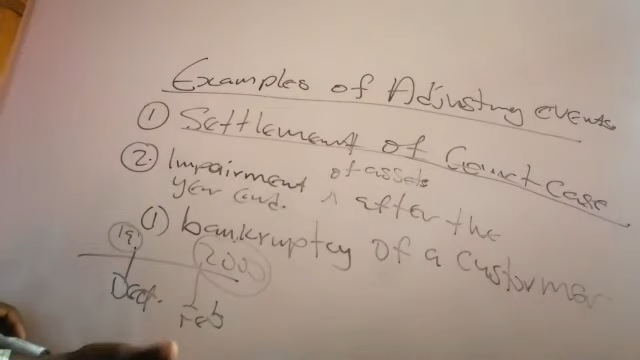 Examples of Adjusting events
① Settlement of Court Case
② Impairment of assets after the
year end.
(1) bankruptcy of a customer
19 200
Dec. Feb